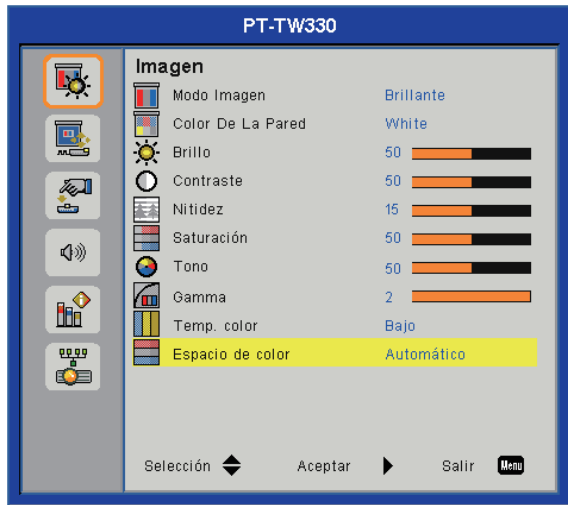 PT-TW330
Imagen
Modo Imagen Brillante
Color De La Pared White
Brillo 50
Contraste 50
Nitidez 15
Saturación 50
Tono 50
Gamma 2
Temp. color Bajo
Espacio de color Automático
Selección Aceptar Salir Menu